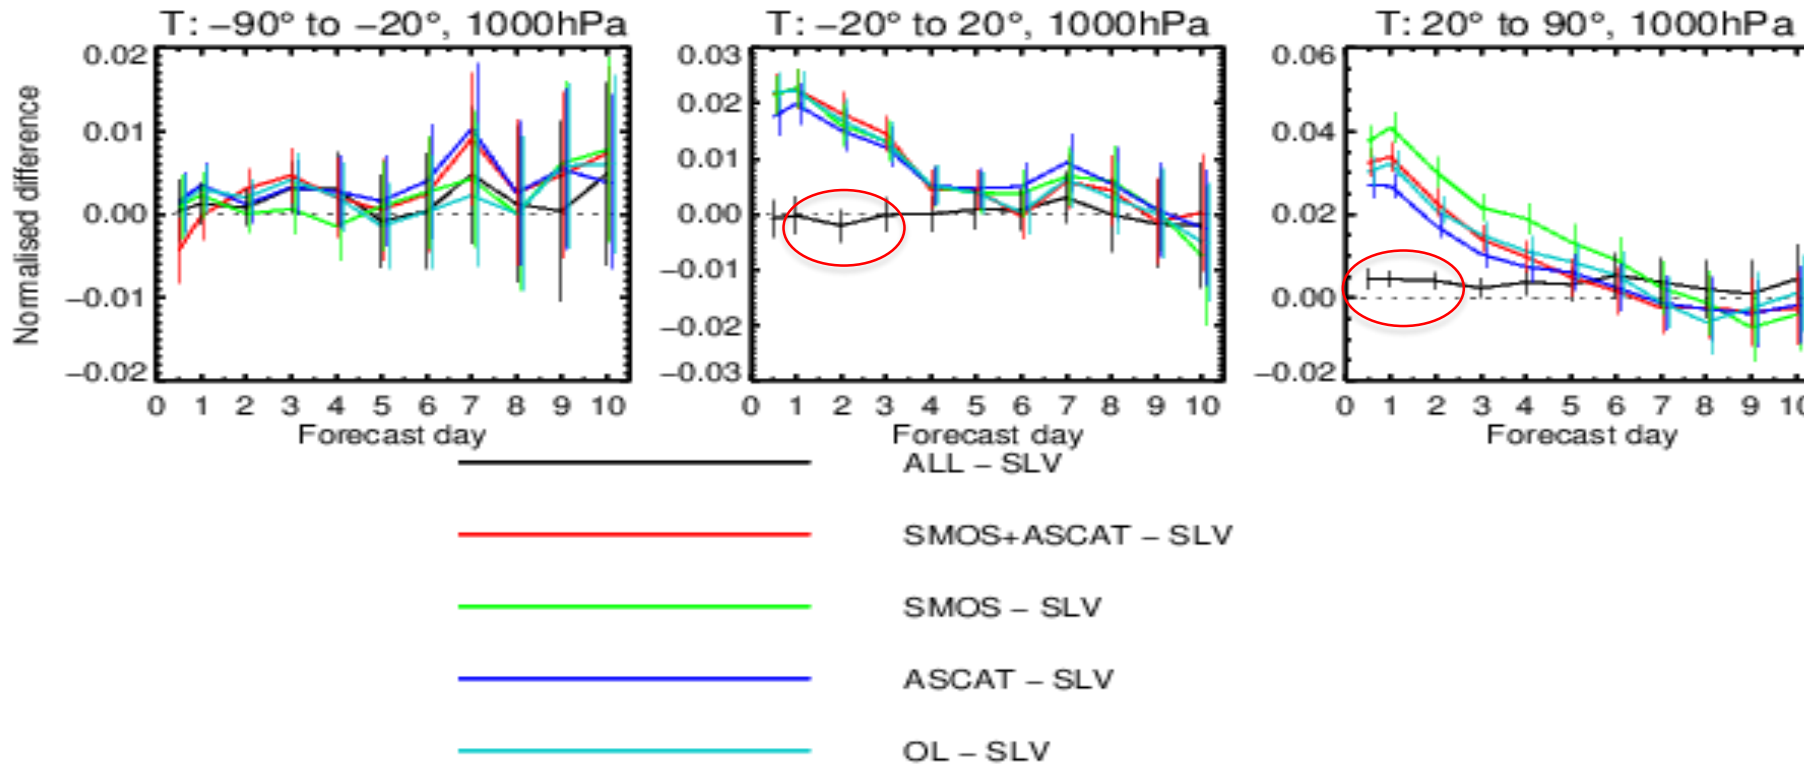 T: −90° to −20°, 1000hPa
T: −20° to 20°, 1000hPa
T: 20° to 90°, 1000hPa
Normalised difference
0.02
0.01
0.00
−0.01
−0.02
0 1 2 3 4 5 6 7 8 9 10
Forecast day
0.03
0.02
0.01
0.00
−0.01
−0.02
−0.03
0 1 2 3 4 5 6 7 8 9 10
Forecast day
0.06
0.04
0.02
0.00
−0.02
0 1 2 3 4 5 6 7 8 9 10
Forecast day
ALL − SLV
SMOS+ASCAT − SLV
SMOS − SLV
ASCAT − SLV
OL − SLV